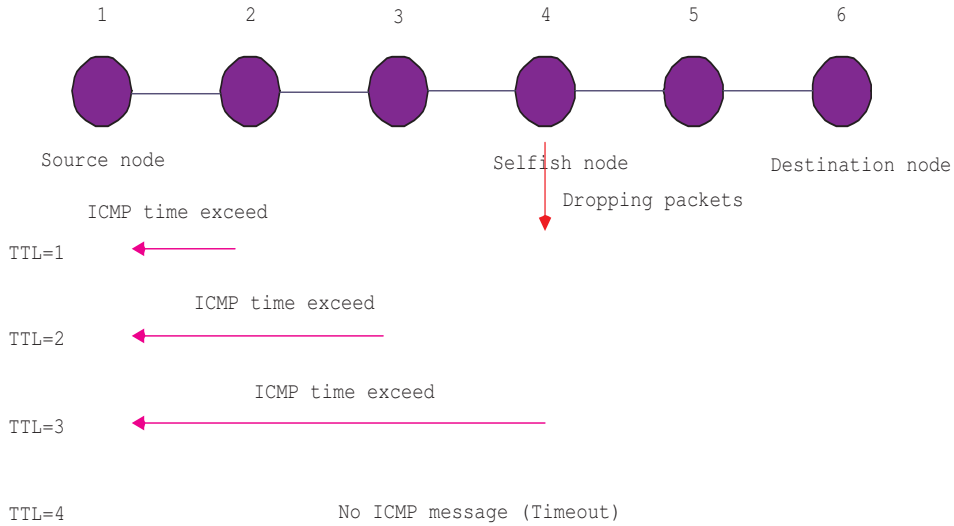 1 2 3 4 5 6
Source node Selfish node Destination node
Dropping packets
ICMP time exceed
TTL=1
ICMP time exceed
TTL=2
ICMP time exceed
TTL=3
TTL=4 No ICMP message (Timeout)